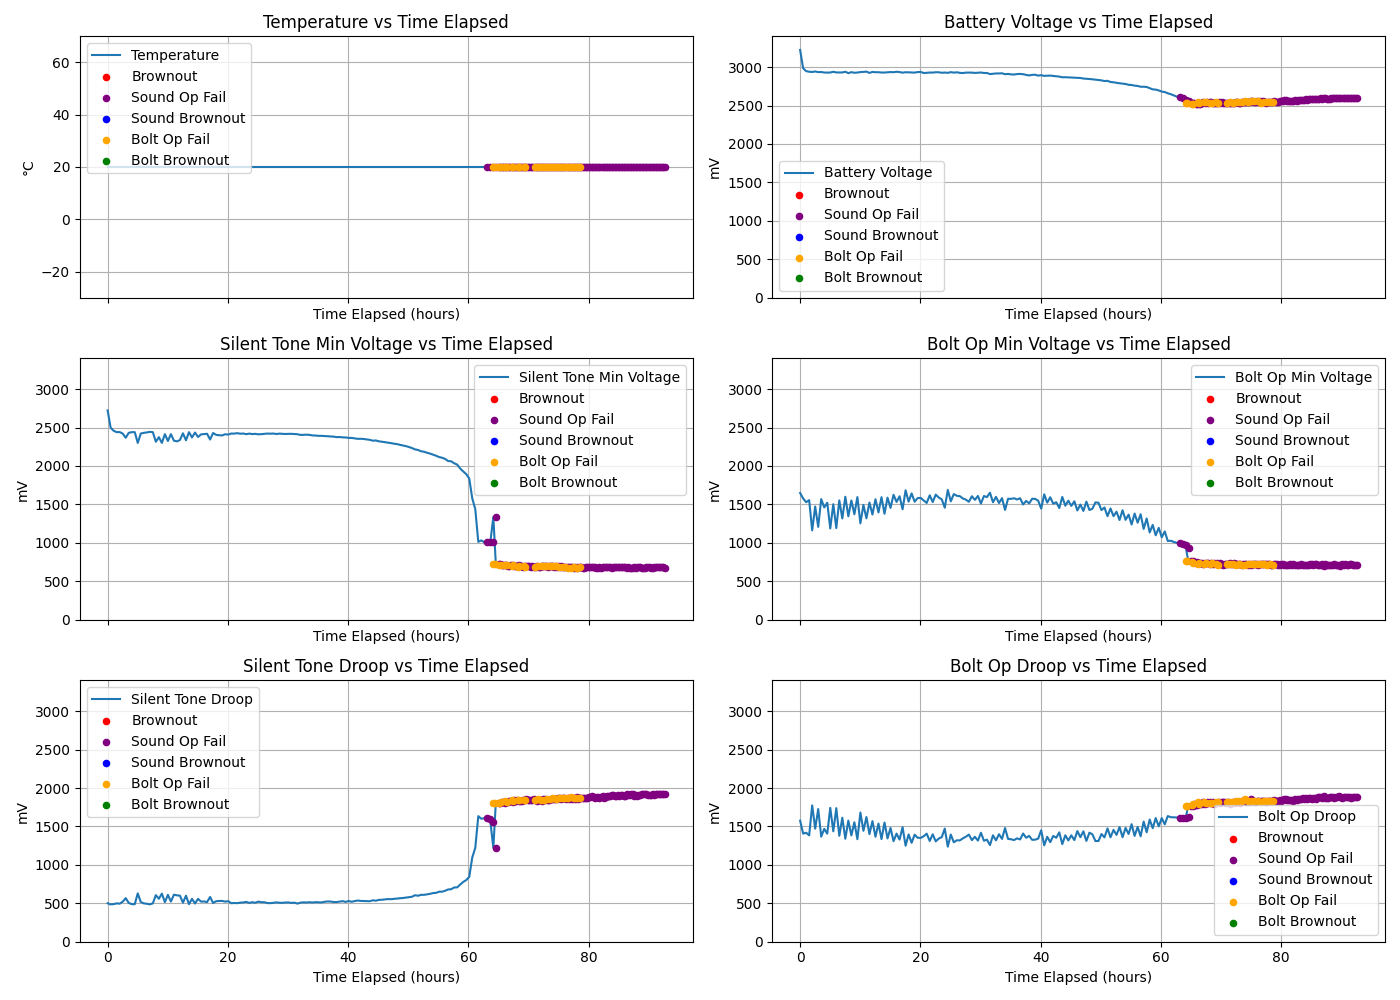 Temperature vs Time Elapsed
60
40
20
0
−20
°C
Temperature
Brownout
Sound Op Fail
Sound Brownout
Bolt Op Fail
Bolt Brownout
Time Elapsed (hours)
Battery Voltage vs Time Elapsed
3000
2500
2000
1500
1000
500
0
mV
Battery Voltage
Brownout
Sound Op Fail
Sound Brownout
Bolt Op Fail
Bolt Brownout
Time Elapsed (hours)
Silent Tone Min Voltage vs Time Elapsed
3000
2500
2000
1500
1000
500
0
mV
Silent Tone Min Voltage
Brownout
Sound Op Fail
Sound Brownout
Bolt Op Fail
Bolt Brownout
Time Elapsed (hours)
Bolt Op Min Voltage vs Time Elapsed
3000
2500
2000
1500
1000
500
0
mV
Bolt Op Min Voltage
Brownout
Sound Op Fail
Sound Brownout
Bolt Op Fail
Bolt Brownout
Time Elapsed (hours)
Silent Tone Droop vs Time Elapsed
3000
2500
2000
1500
1000
500
0
mV
Silent Tone Droop
Brownout
Sound Op Fail
Sound Brownout
Bolt Op Fail
Bolt Brownout
0 20 40 60 80
Time Elapsed (hours)
Bolt Op Droop vs Time Elapsed
3000
2500
2000
1500
1000
500
0
mV
Bolt Op Droop
Brownout
Sound Op Fail
Sound Brownout
Bolt Op Fail
Bolt Brownout
0 20 40 60 80
Time Elapsed (hours)